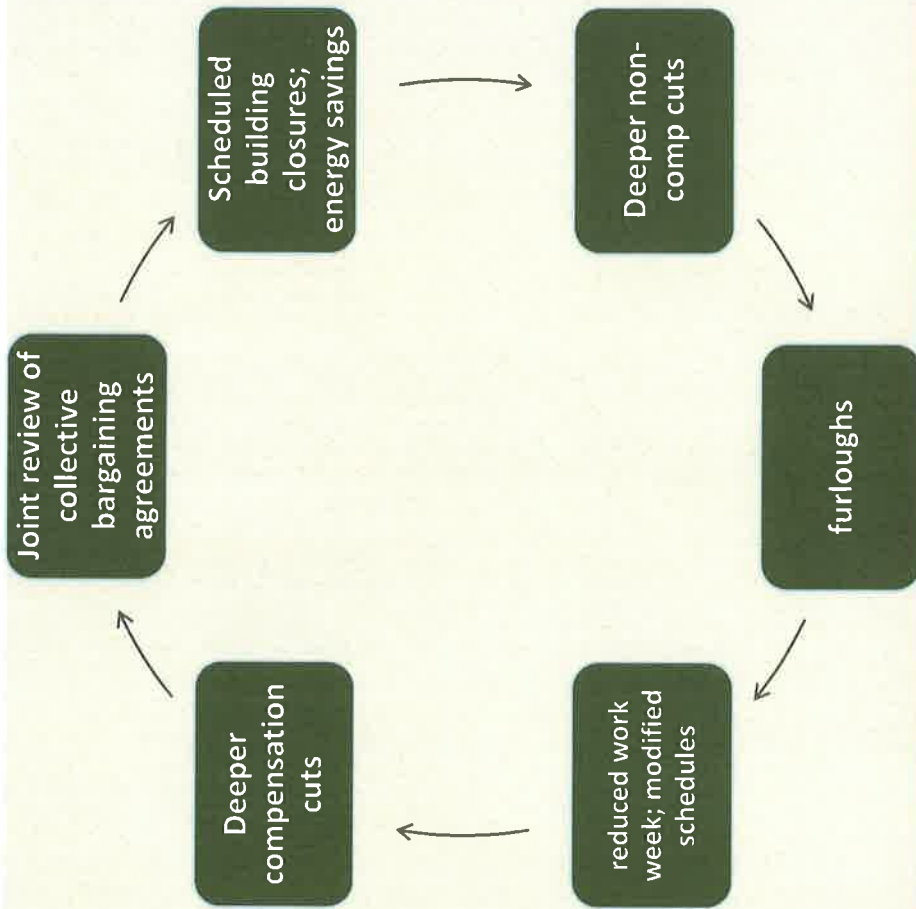 Joint review of
collective
bargaining
agreements
Scheduled
building
closures;
energy savings
Deeper non-
comp cuts
furloughs
reduced work
week; modified
schedules
Deeper
compensation
cuts